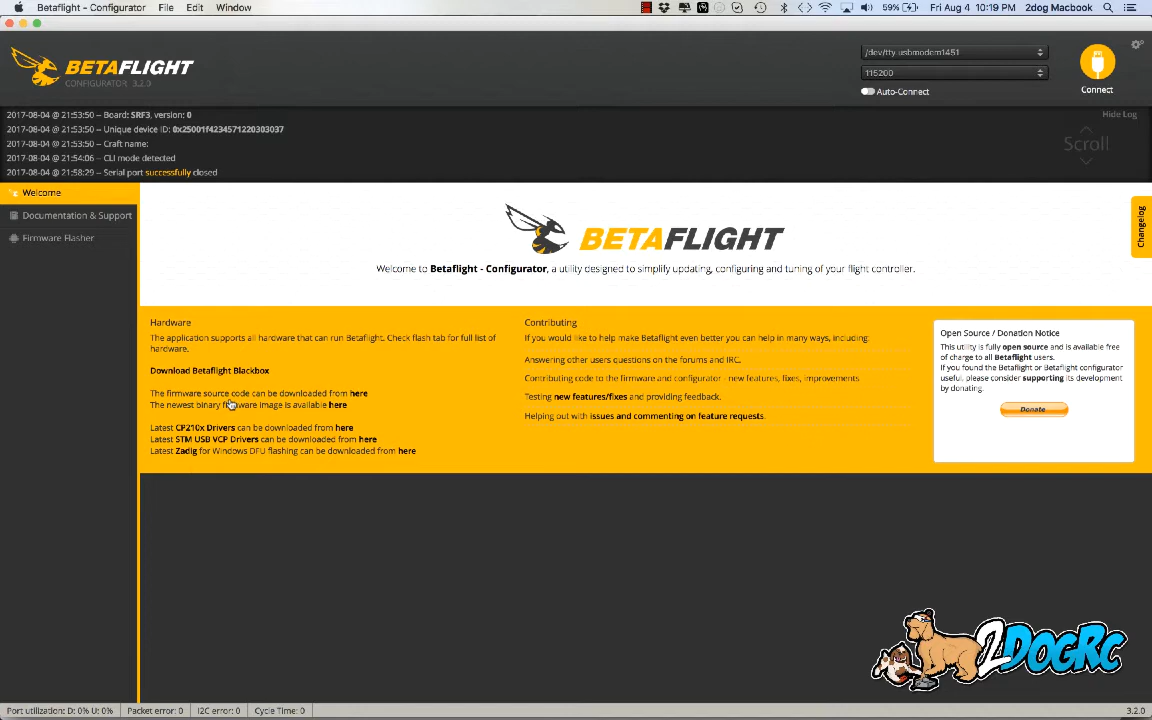 Betaflight - Configurator File Edit Window
59% Fri Aug 4 10:19 PM 2dog Macbook
BETAFLIGHT
CONFIGURATOR 3.2.0
/dev/tty.usbmodem1451
115200
Auto-Connect
Connect
2017-08-04 @ 21:53:50 -- Board: SRF3, version: 0
2017-08-04 @ 21:53:50 -- Unique device ID: 0x25001f4234571220303037
2017-08-04 @ 21:53:50 -- Craft name:
2017-08-04 @ 21:54:06 -- CLI mode detected
2017-08-04 @ 21:58:29 -- Serial port successfully closed
Hide Log
Scroll
Welcome
Documentation & Support
Firmware Flasher
BETAFLIGHT
Welcome to Betaflight - Configurator, a utility designed to simplify updating, configuring and tuning of your flight controller.
Changelog
Hardware
The application supports all hardware that can run Betaflight. Check flash tab for full list of
hardware.
Download Betaflight Blackbox
The firmware source code can be downloaded from here
The newest binary firmware image is available here
Latest CP210x Drivers can be downloaded from here
Latest STM USB VCP Drivers can be downloaded from here
Latest Zadig for Windows DFU flashing can be downloaded from here
Contributing
If you would like to help make Betaflight even better you can help in many ways, including:
Answering other users questions on the forums and IRC.
Contributing code to the firmware and configurator - new features, fixes, improvements
Testing new features/fixes and providing feedback.
Helping out with issues and commenting on feature requests.
Open Source / Donation Notice
This utility is fully open source and is available free
of charge to all Betaflight users.
If you found the Betaflight or Betaflight configurator
useful, please consider supporting its development
by donating.
Donate
2DOGRC
Port utilization: D: 0% U: 0% Packet error: 0 I2C error: 0 Cycle Time: 0 3.2.0